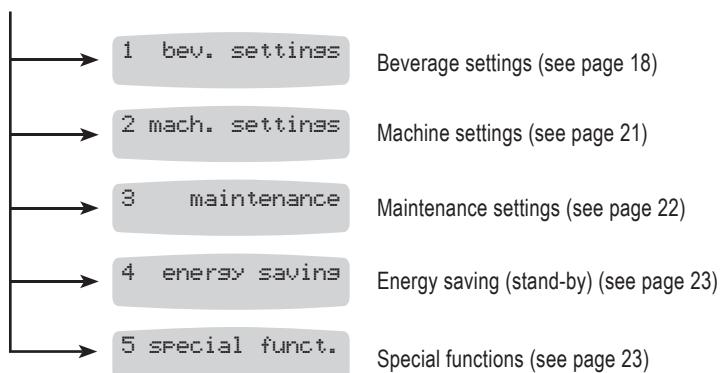 1 bev. settings
Beverage settings (see page 18)
2 mach. settings
Machine settings (see page 21)
3 maintenance
Maintenance settings (see page 22)
4 energy saving
Energy saving (stand-by) (see page 23)
5 special funct.
Special functions (see page 23)